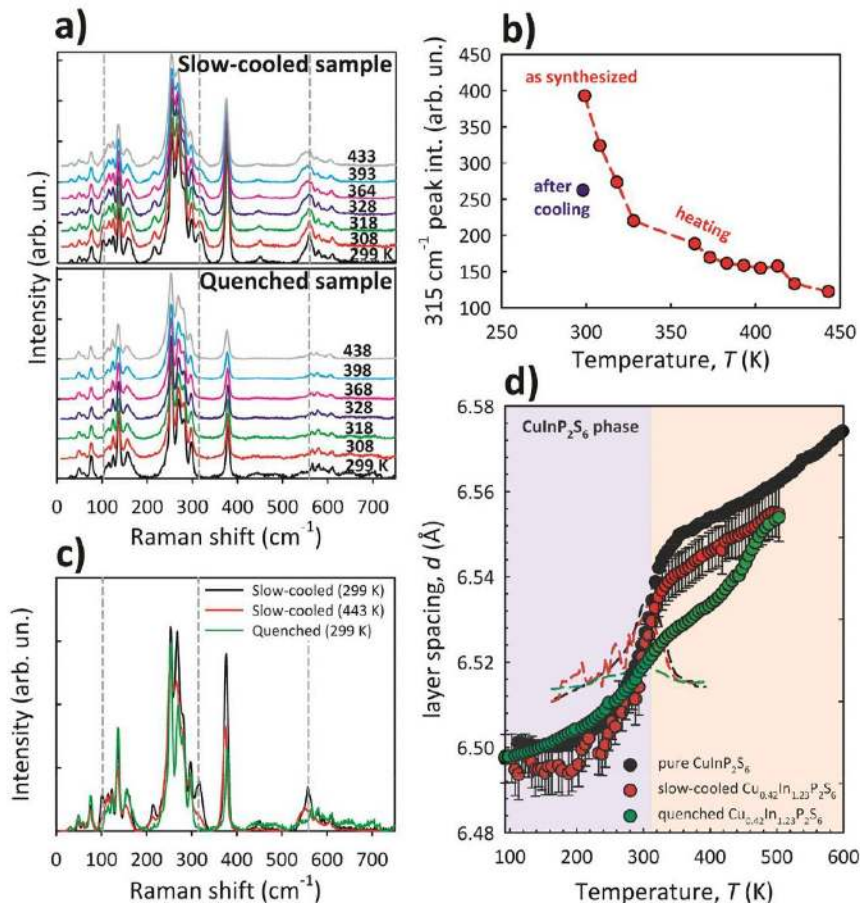 a)
Slow-cooled sample
433
393
364
328
318
308
299 K
Quenched sample
438
398
368
328
318
308
299 K
Intensity (arb. un.)
0 100 200 300 400 500 600 700
Raman shift (cm⁻¹)
b)
450
400
350
300
250
200
150
100
315 cm⁻¹ peak int. (arb. un.)
as synthesized
after
cooling
heating
250 300 350 400 450
Temperature, T (K)
c)
Slow-cooled (299 K)
Slow-cooled (443 K)
Quenched (299 K)
Intensity (arb. un.)
0 100 200 300 400 500 600 700
Raman shift (cm⁻¹)
d)
6.58
6.56
6.54
6.52
6.50
6.48
layer spacing, d (Å)
CuInP₂S₆ phase
pure CuInP₂S₆
slow-cooled Cu₀.₄₂In₁.₂₃P₂S₆
quenched Cu₀.₄₂In₁.₂₃P₂S₆
100 200 300 400 500 600
Temperature, T (K)